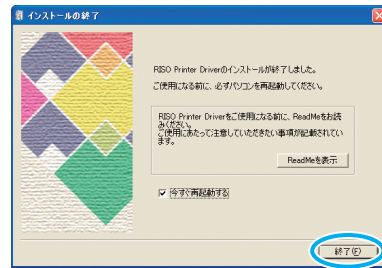 インストールの終了
RISO Printer Driverのインストールが終了しました。
ご使用になる前に、必ずパソコンを再起動してください。
RISO Printer Driverをご使用になる前に、ReadMeをお読
みください。
ご使用にあたって注意していただきたい事項が記載されてい
ます。
ReadMeを表示
今すぐ再起動する
終了(F)